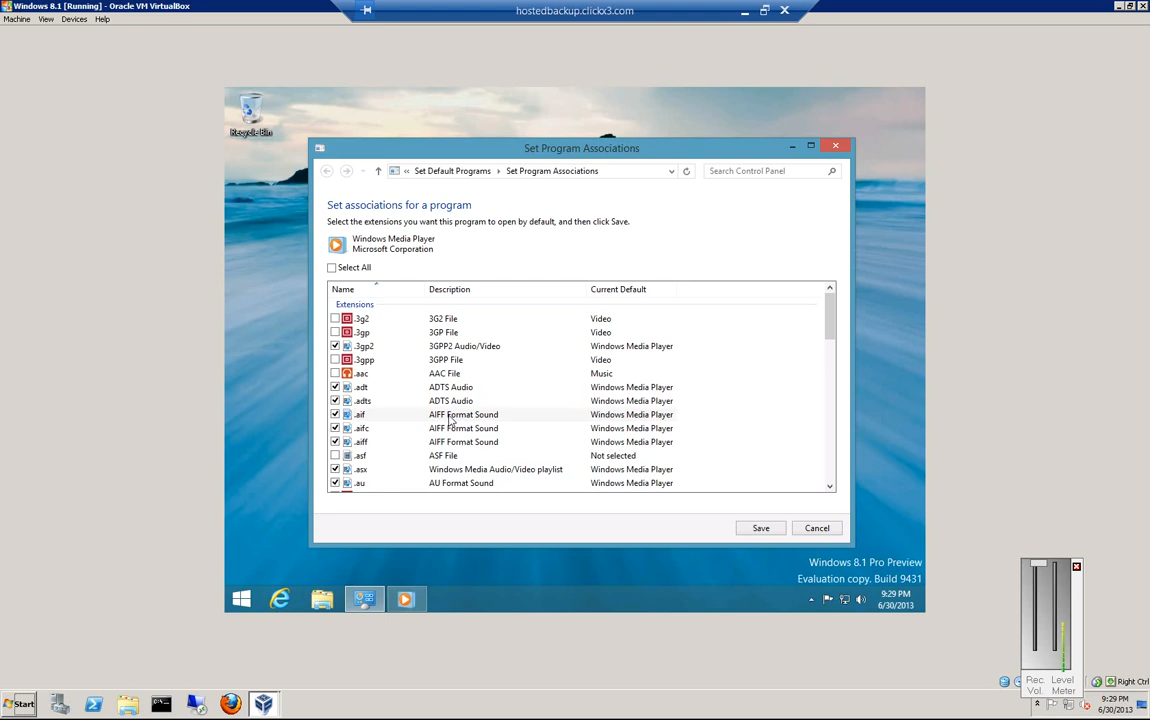 Windows 8.1 [Running] - Oracle VM VirtualBox
hostedbackup.clickx3.com
Machine View Devices Help
Recycle Bin
Set Program Associations
« Set Default Programs Set Program Associations
Search Control Panel
Set associations for a program
Select the extensions you want this program to open by default, and then click Save.
Windows Media Player
Microsoft Corporation
Select All
Name Description Current Default
Extensions
.3g2 3G2 File Video
.3gp 3GP File Video
.3gp2 3GPP2 Audio/Video Windows Media Player
.3gpp 3GPP File Video
.aac AAC File Music
.adt ADTS Audio Windows Media Player
.adts ADTS Audio Windows Media Player
.aif AIFF Format Sound Windows Media Player
.aifc AIFF Format Sound Windows Media Player
.aiff AIFF Format Sound Windows Media Player
.asf ASF File Not selected
.asx Windows Media Audio/Video playlist Windows Media Player
.au AU Format Sound Windows Media Player
Save Cancel
Windows 8.1 Pro Preview
Evaluation copy. Build 9431
9:29 PM
6/30/2013
Rec. Level
Vol. Meter
Right Ctrl
Start
9:29 PM
6/30/2013